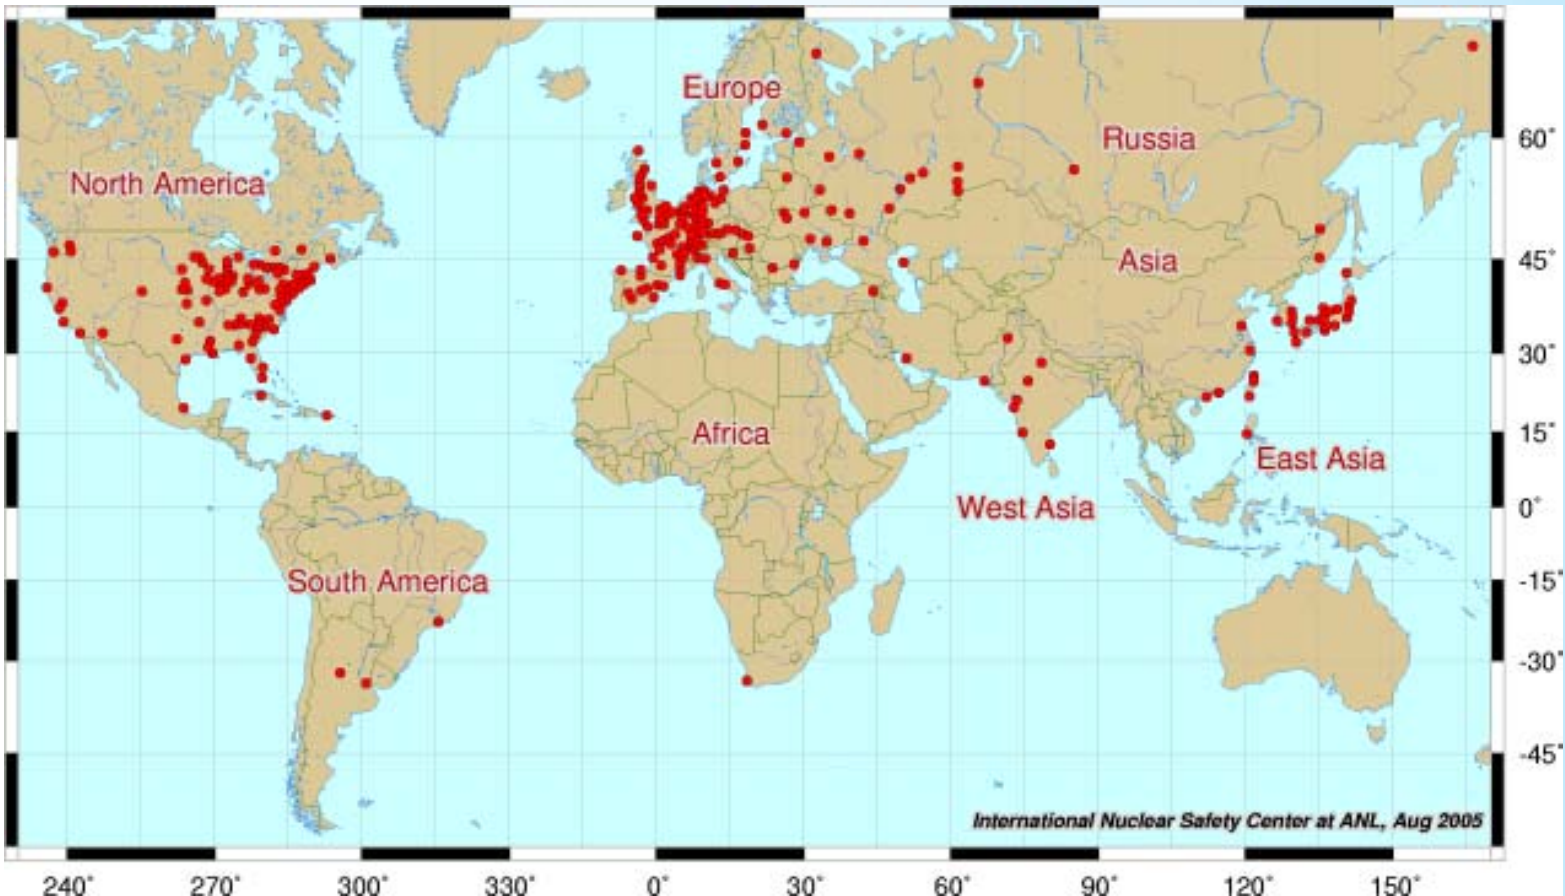 Europe
60°
Russia
North America
45°
Asia
30°
15°
Africa
East Asia
0°
West Asia
-15°
South America
-30°
-45°
International Nuclear Safety Center at ANL, Aug 2005
240° 270° 300° 330° 0° 30° 60° 90° 120° 150°